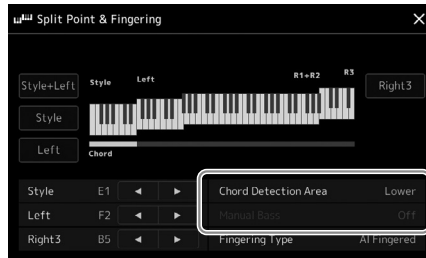 Split Point & Fingering
Style Left R1+R2 R3
Style+Left Right3
Style
Left
Chord
Style E1 Chord Detection Area Lower
Left F2 Manual Bass Off
Right3 B5 Fingering Type AI Fingered